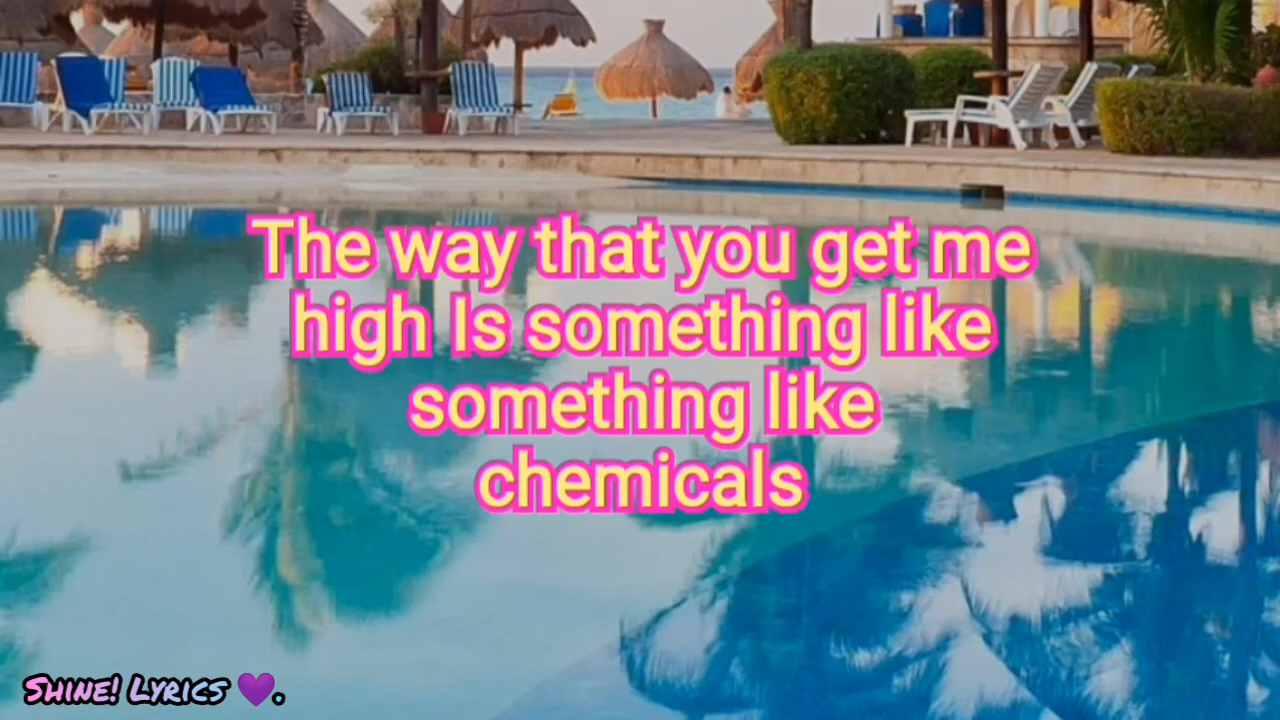 The way that you get me
high Is something like
something like
chemicals
SHINE! LYRICS 💜.